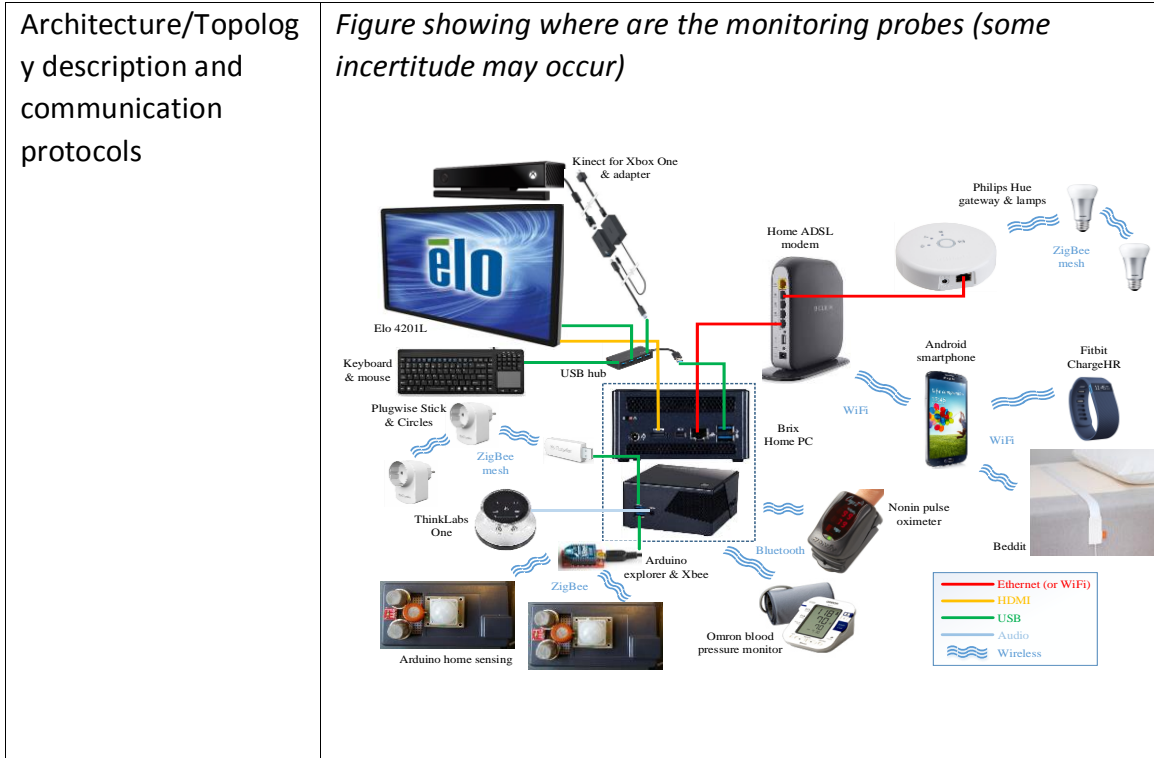 Architecture/Topolog
y description and
communication
protocols
Figure showing where are the monitoring probes (some
incertitude may occur)
Kinect for Xbox One
& adapter
Philips Hue
gateway & lamps
Home ADSL
modem
ZigBee
mesh
elo
BELKIN
Elo 4201L
Keyboard
& mouse
USB hub
Android
smartphone
Fitbit
ChargeHR
Plugwise Stick
& Circles
WiFi
Brix
Home PC
WiFi
ZigBee
mesh
ThinkLabs
One
Nonin pulse
oximeter
Beddit
Bluetooth
Arduino
explorer & Xbee
ZigBee
Ethernet (or WiFi)
HDMI
USB
Audio
Wireless
Omron blood
pressure monitor
Arduino home sensing